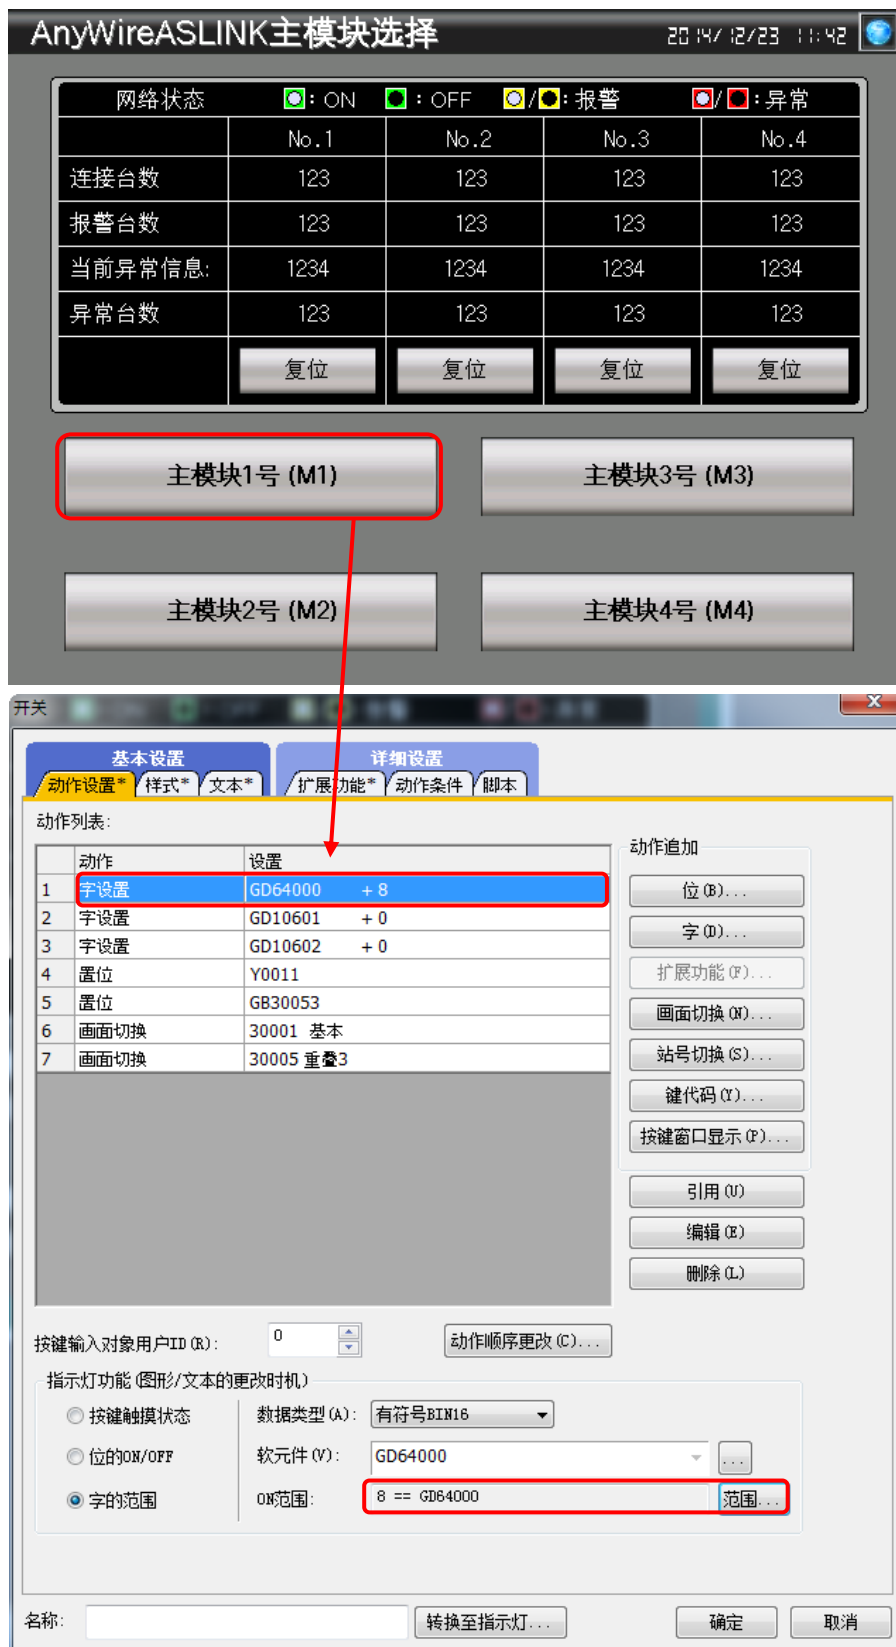 AnyWireASLINK主模块选择 2014/12/23 11:42
网络状态 : ON : OFF / : 报警 / : 异常
No.1 No.2 No.3 No.4
连接台数 123 123 123 123
报警台数 123 123 123 123
当前异常信息: 1234 1234 1234 1234
异常台数 123 123 123 123
复位 复位 复位 复位
主模块1号 (M1) 主模块3号 (M3)
主模块2号 (M2) 主模块4号 (M4)
开关 x
基本设置 详细设置
动作设置* 样式* 文本* 扩展功能* 动作条件 脚本
动作列表:
动作追加
动作 设置
1 字设置 GD64000 + 8
2 字设置 GD10601 + 0
3 字设置 GD10602 + 0
4 置位 Y0011
5 置位 GB30053
6 画面切换 30001 基本
7 画面切换 30005 重叠3
位(B)...
字(D)...
扩展功能(F)...
画面切换(N)...
站号切换(S)...
键代码(Y)...
按键窗口显示(P)...
引用(U)
编辑(E)
删除(L)
按键输入对象用户ID(R): 0 动作顺序更改(C)...
指示灯功能(图形/文本的更改时机)
按键触摸状态 数据类型(A): 有符号BIN16
位的ON/OFF 软元件(V): GD64000 ...
字的范围 ON范围: 8 == GD64000 范围...
名称: 转换至指示灯... 确定 取消